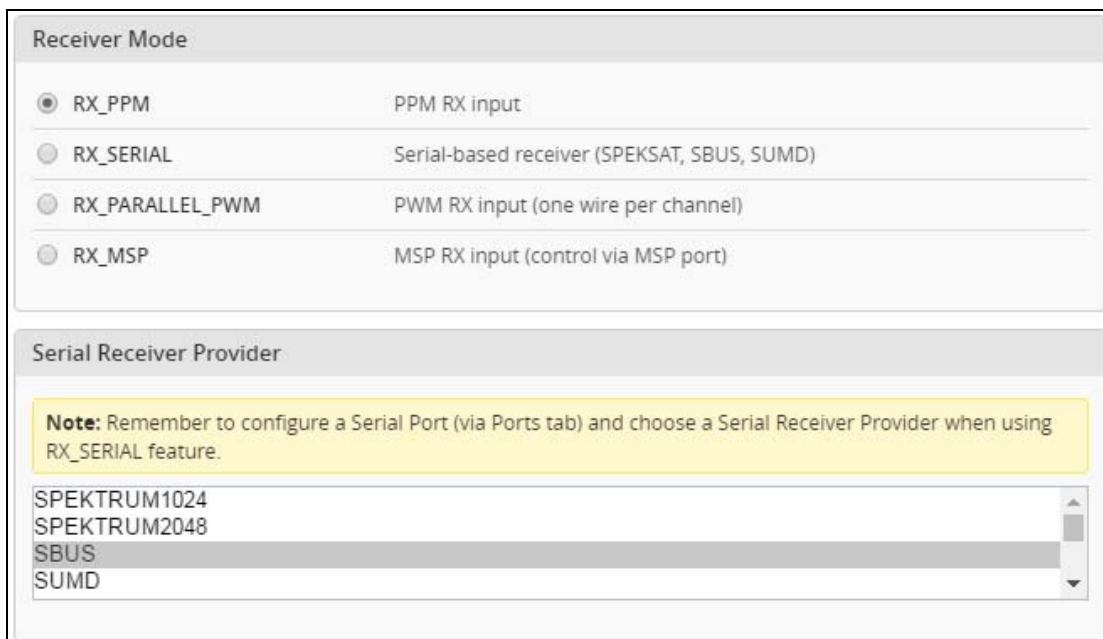 Receiver Mode
RX_PPM PPM RX input
RX_SERIAL Serial-based receiver (SPEKSAT, SBUS, SUMD)
RX_PARALLEL_PWM PWM RX input (one wire per channel)
RX_MSP MSP RX input (control via MSP port)
Serial Receiver Provider
Note: Remember to configure a Serial Port (via Ports tab) and choose a Serial Receiver Provider when using
RX_SERIAL feature.
SPEKTRUM1024
SPEKTRUM2048
SBUS
SUMD